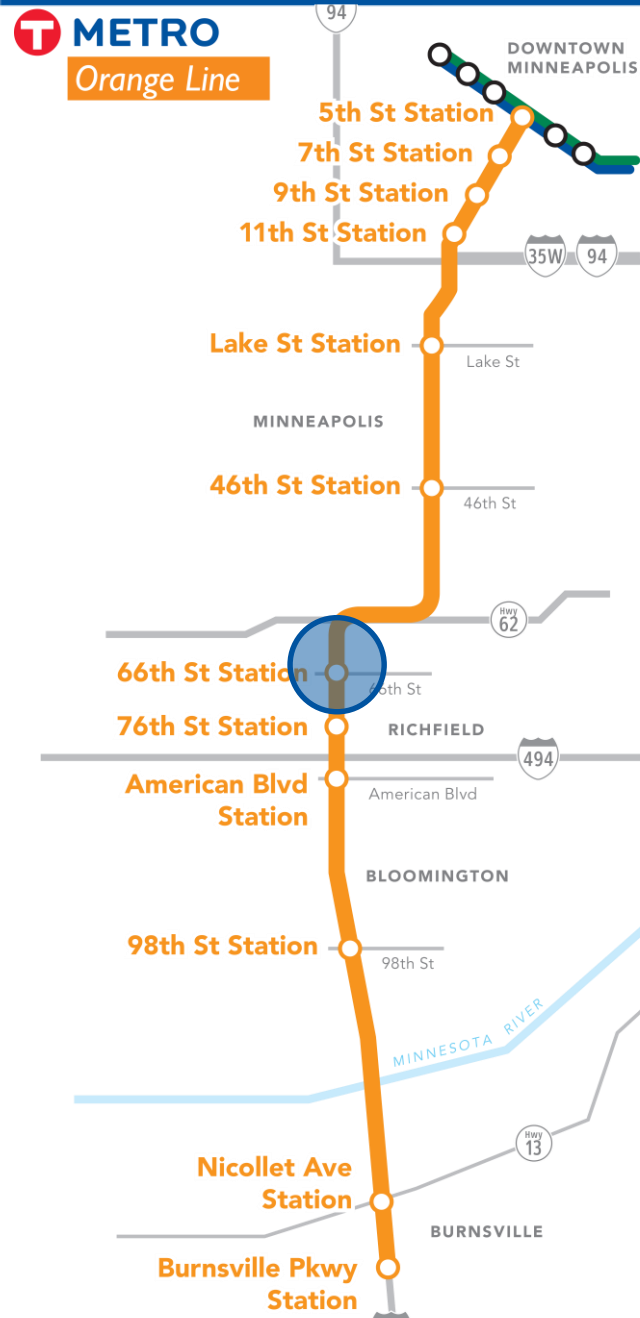 94
T METRO
Orange Line
DOWNTOWN
MINNEAPOLIS
5th St Station
7th St Station
9th St Station
11th St Station
35W
94
Lake St Station
Lake St
MINNEAPOLIS
46th St Station
46th St
Hwy
62
66th St Station
66th St
76th St Station
RICHFIELD
494
American Blvd
Station
American Blvd
BLOOMINGTON
98th St Station
98th St
MINNESOTA RIVER
Hwy
13
Nicollet Ave
Station
BURNSVILLE
Burnsville Pkwy
Station